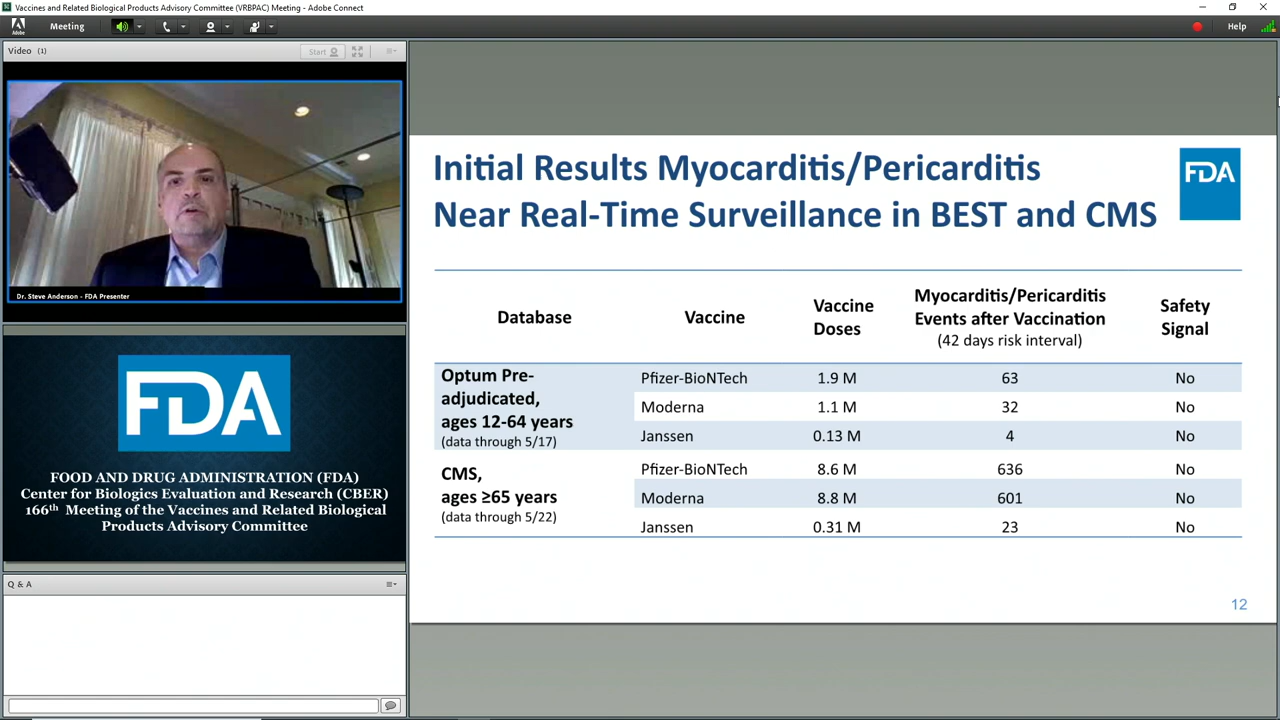 Vaccines and Related Biological Products Advisory Committee (VRBPAC) Meeting - Adobe Connect
Meeting
Help
Video (1)
Start
Dr. Steve Anderson - FDA Presenter
FDA
FOOD AND DRUG ADMINISTRATION (FDA)
Center for Biologics Evaluation and Research (CBER)
166th Meeting of the Vaccines and Related Biological
Products Advisory Committee
Q & A
Initial Results Myocarditis/Pericarditis
Near Real-Time Surveillance in BEST and CMS
FDA
Database
Vaccine
Vaccine
Doses
Myocarditis/Pericarditis
Events after Vaccination
(42 days risk interval)
Safety
Signal
Optum Pre-
adjudicated,
ages 12-64 years
(data through 5/17)
Pfizer-BioNTech 1.9 M 63 No
Moderna 1.1 M 32 No
Janssen 0.13 M 4 No
CMS,
ages ≥65 years
(data through 5/22)
Pfizer-BioNTech 8.6 M 636 No
Moderna 8.8 M 601 No
Janssen 0.31 M 23 No
12